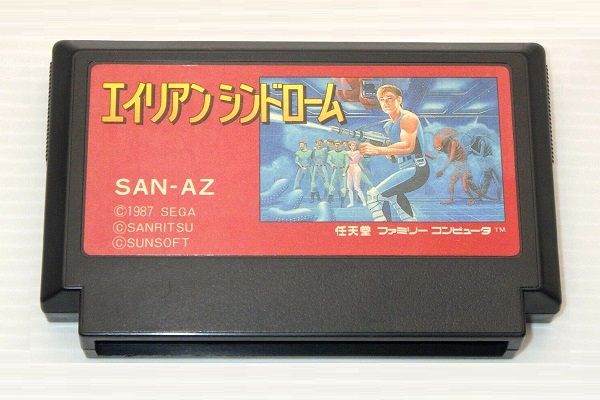 エイリアンシンドローム
SAN-AZ
©1987 SEGA
©SANRITSU
©SUNSOFT
任天堂 ファミリー コンピュータ™